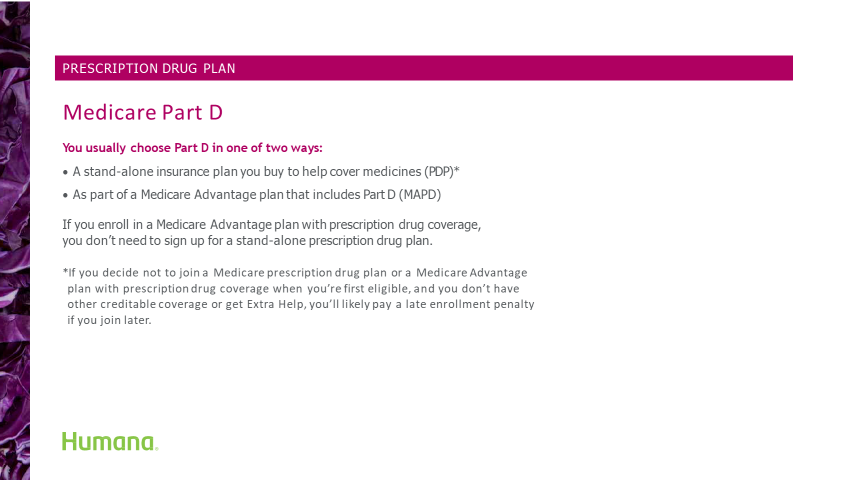 PRESCRIPTION DRUG PLAN
Medicare Part D
You usually choose Part D in one of two ways:
• A stand-alone insurance plan you buy to help cover medicines (PDP)*
• As part of a Medicare Advantage plan that includes Part D (MAPD)
If you enroll in a Medicare Advantage plan with prescription drug coverage,
you don’t need to sign up for a stand-alone prescription drug plan.
*If you decide not to join a Medicare prescription drug plan or a Medicare Advantage
plan with prescription drug coverage when you’re first eligible, and you don’t have
other creditable coverage or get Extra Help, you’ll likely pay a late enrollment penalty
if you join later.
Humana®